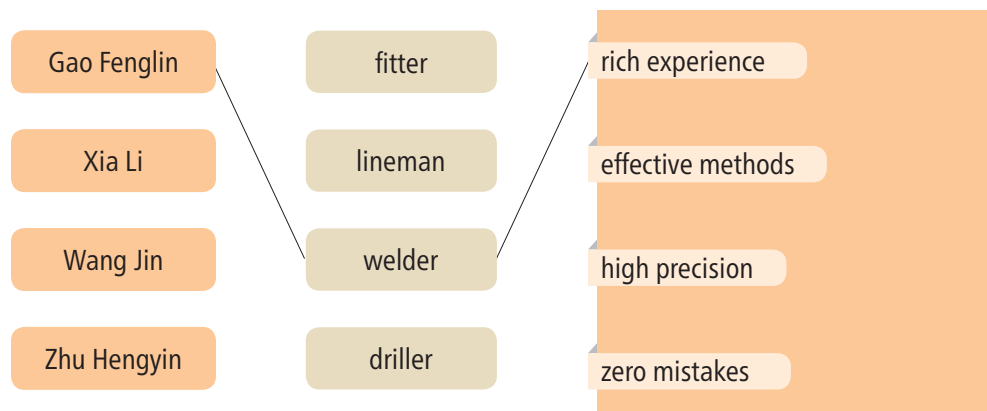 Gao Fenglin
fitter
rich experience
Xia Li
lineman
effective methods
Wang Jin
welder
high precision
Zhu Hengyin
driller
zero mistakes